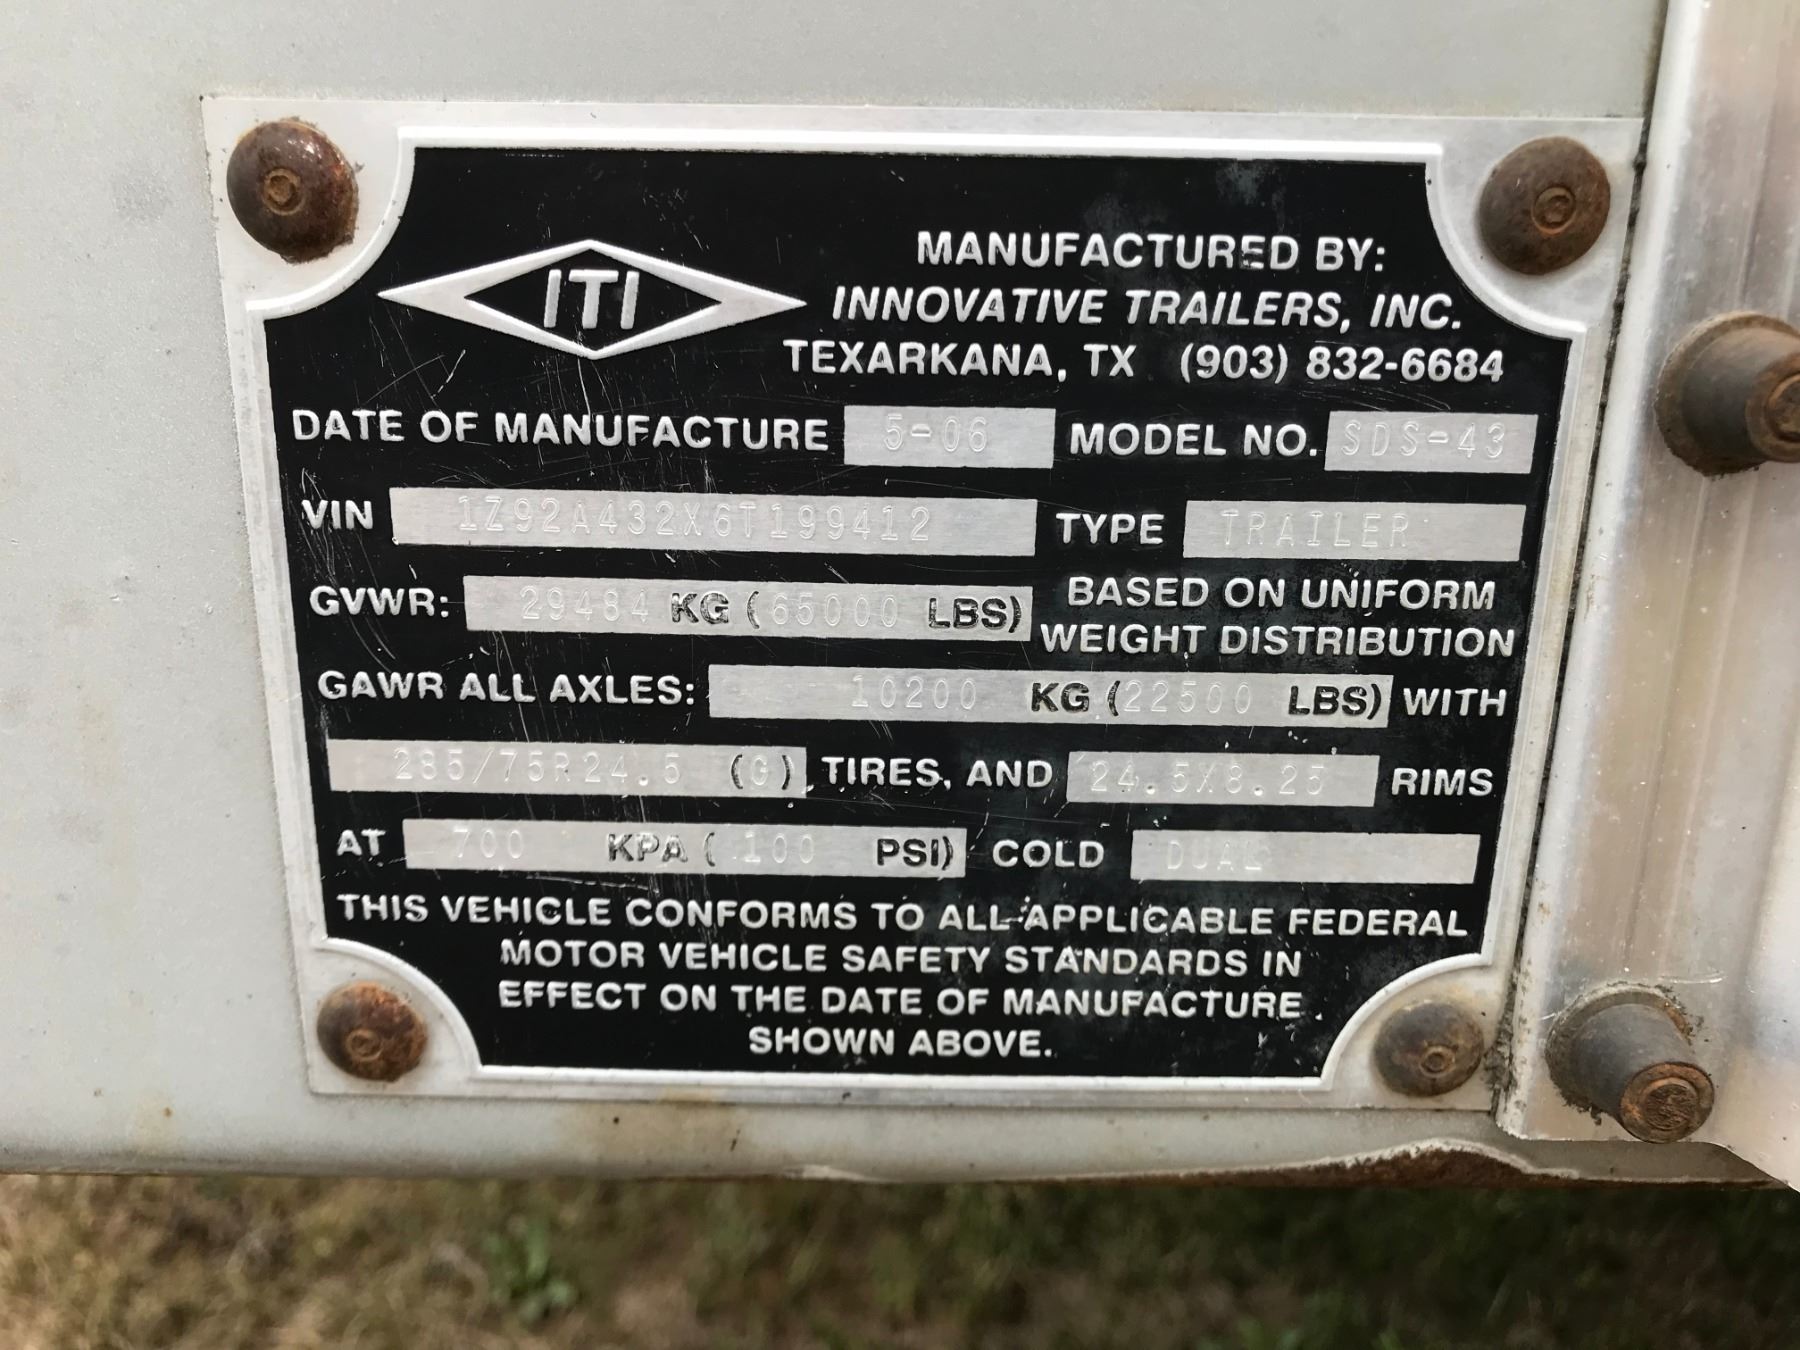 ITI
MANUFACTURED BY:
INNOVATIVE TRAILERS, INC.
TEXARKANA, TX (903) 832-6684
DATE OF MANUFACTURE 5-06 MODEL NO. SDS-43
VIN 1Z92A432X6T199412 TYPE TRAILER
GVWR: 29484 KG (65000 LBS) BASED ON UNIFORM
WEIGHT DISTRIBUTION
GAWR ALL AXLES: 10200 KG (22500 LBS) WITH
285/75R24.5 (G) TIRES, AND 24.5X8.25 RIMS
AT 700 KPA (100 PSI) COLD DUAL
THIS VEHICLE CONFORMS TO ALL APPLICABLE FEDERAL
MOTOR VEHICLE SAFETY STANDARDS IN
EFFECT ON THE DATE OF MANUFACTURE
SHOWN ABOVE.